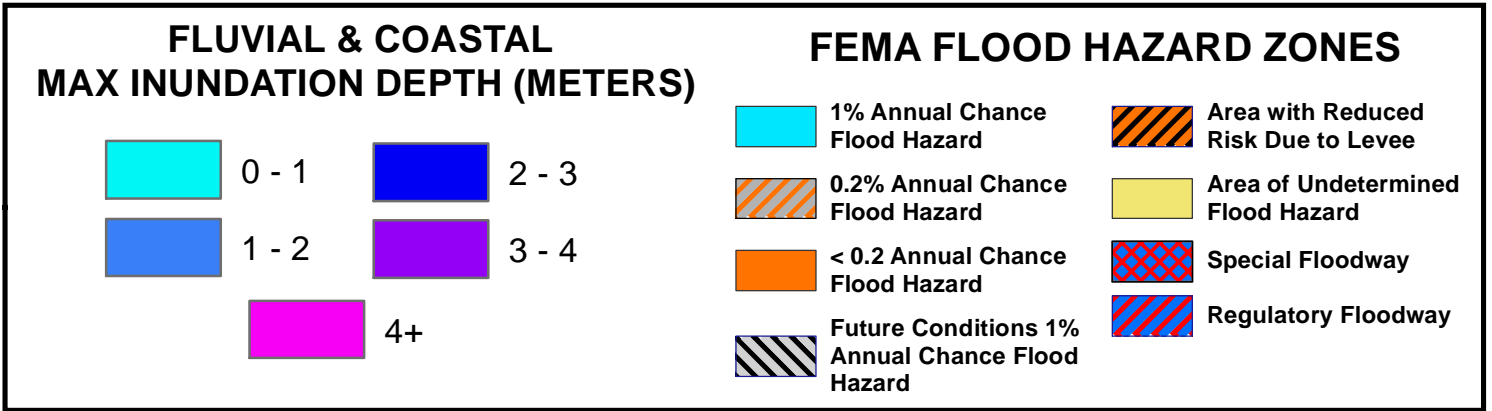 FLUVIAL & COASTAL
MAX INUNDATION DEPTH (METERS)
0 - 1
2 - 3
1 - 2
3 - 4
4+
FEMA FLOOD HAZARD ZONES
1% Annual Chance
Flood Hazard
0.2% Annual Chance
Flood Hazard
< 0.2 Annual Chance
Flood Hazard
Future Conditions 1%
Annual Chance Flood
Hazard
Area with Reduced
Risk Due to Levee
Area of Undetermined
Flood Hazard
Special Floodway
Regulatory Floodway